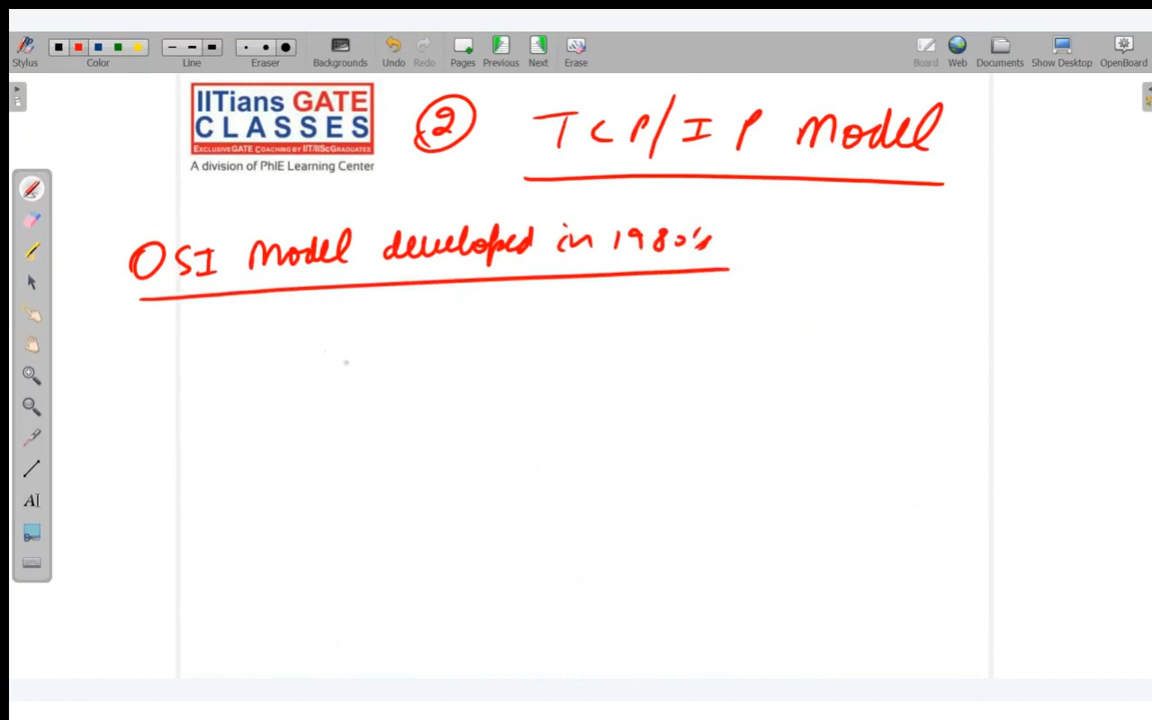 Stylus
Color
Line
Eraser
Backgrounds
Undo
Redo
Pages
Previous
Next
Erase
Board
Web
Documents
Show Desktop
OpenBoard
IITians GATE
CLASSES
EXCLUSIVE GATE COACHING BY IIT/IISc GRADUATES
A division of PhIE Learning Center
② TCP/IP Model
OSI Model developed in 1980's
AI